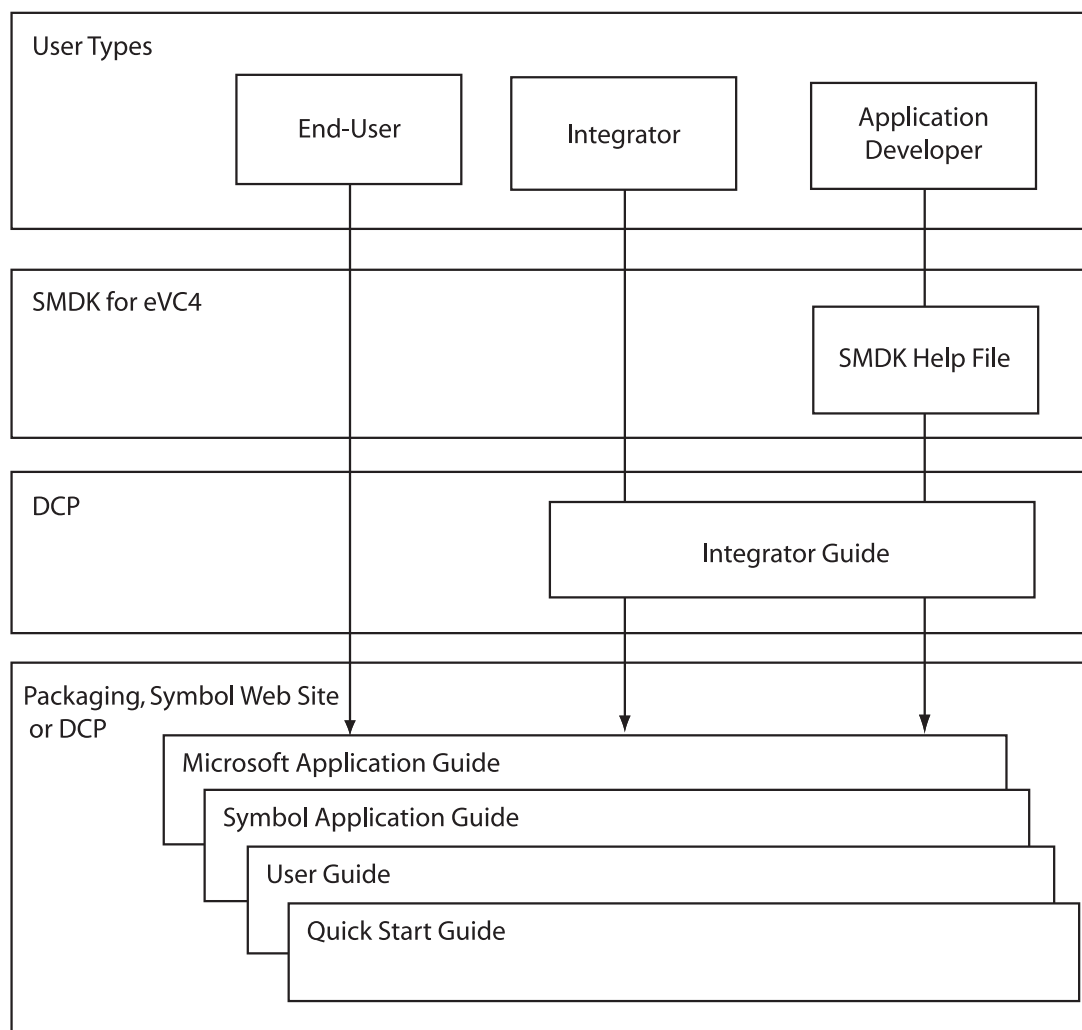 User Types
End-User
Integrator
Application
Developer
SMDK for eVC4
SMDK Help File
DCP
Integrator Guide
Packaging, Symbol Web Site
or DCP
Microsoft Application Guide
Symbol Application Guide
User Guide
Quick Start Guide